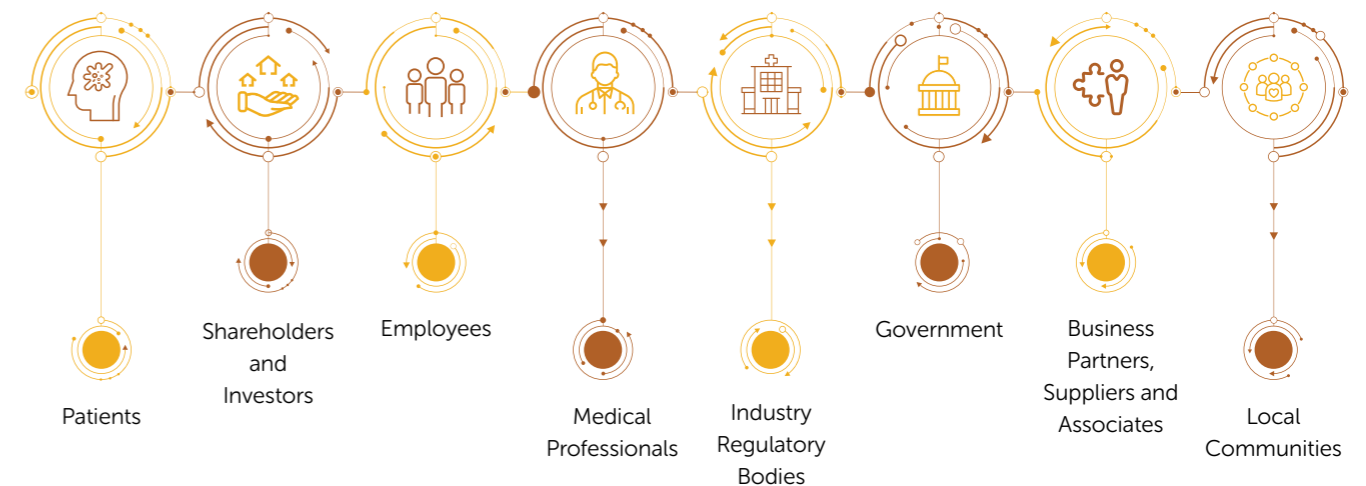 Patients
Shareholders
and
Investors
Employees
Medical
Professionals
Industry
Regulatory
Bodies
Government
Business
Partners,
Suppliers and
Associates
Local
Communities